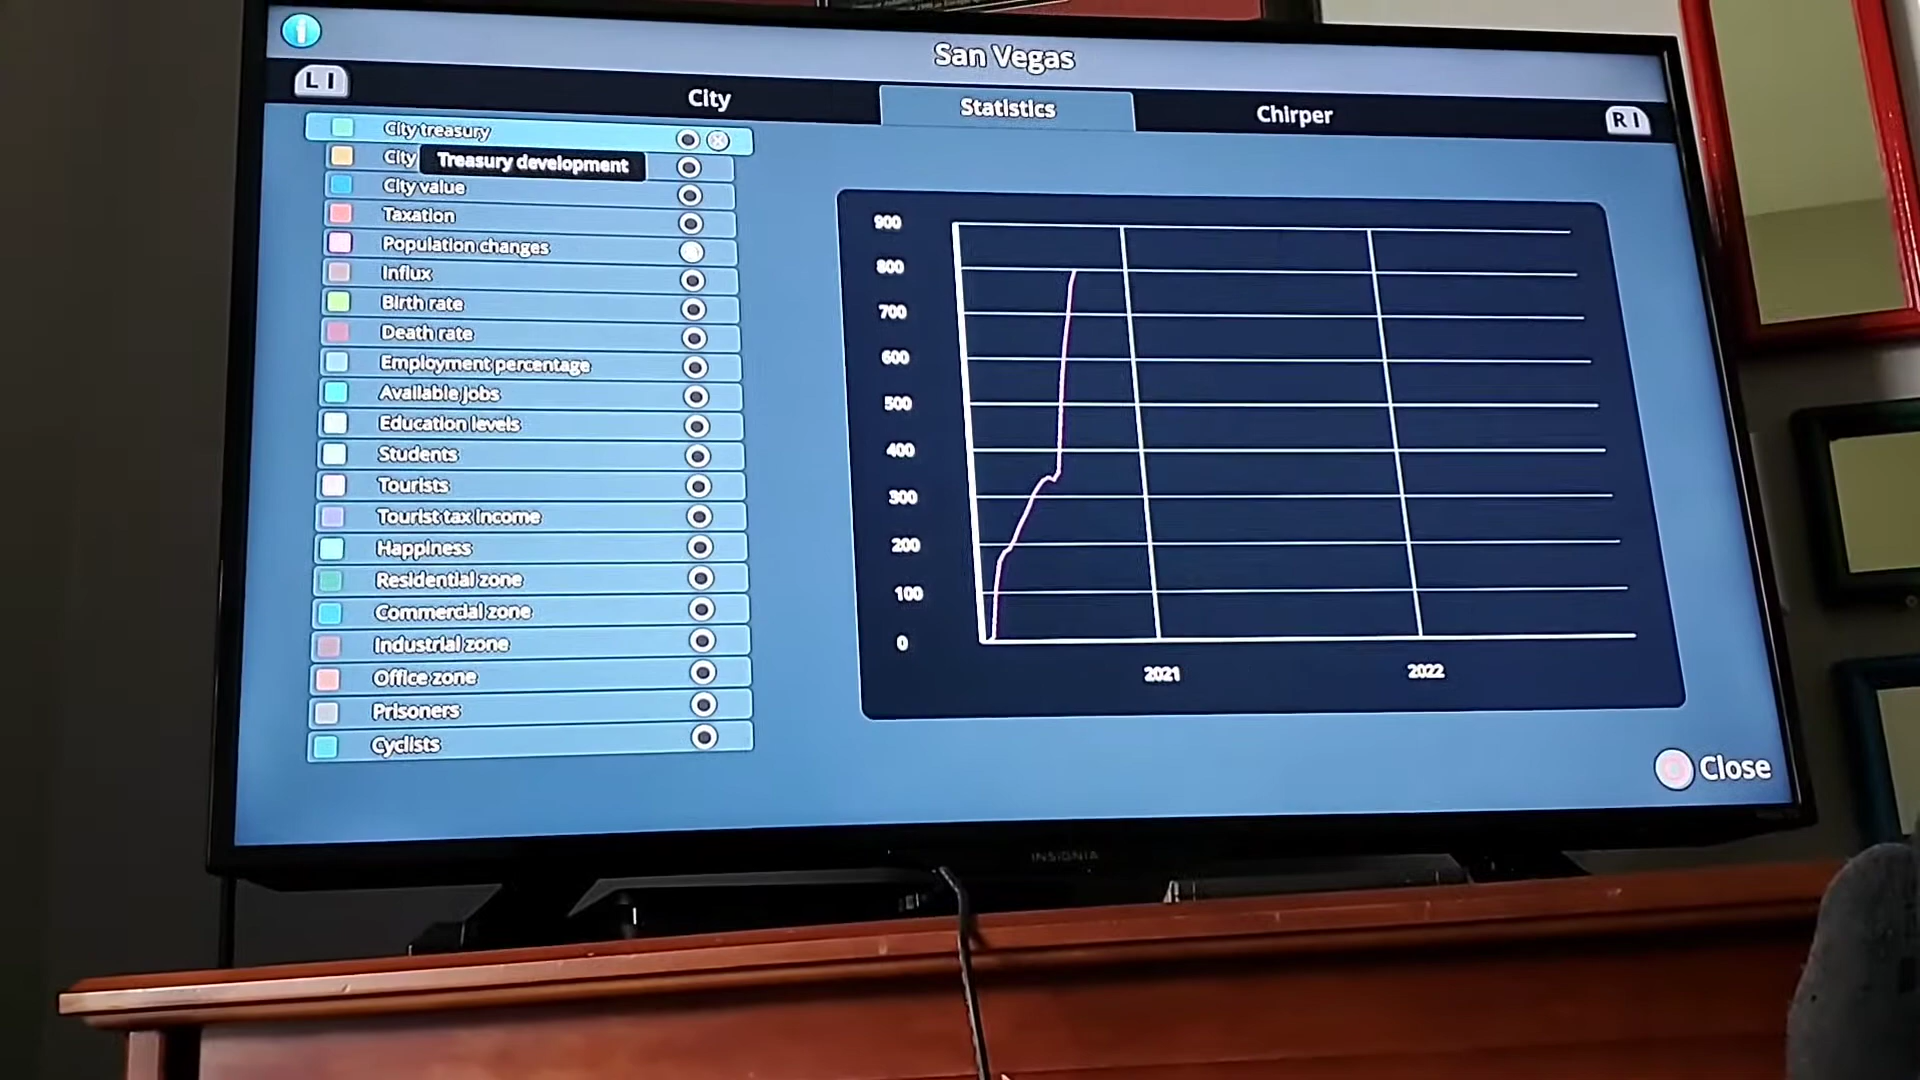 San Vegas
L1
City
Statistics
Chirper
R1
City treasury
City
Treasury development
City value
Taxation
Population changes
Influx
Birth rate
Death rate
Employment percentage
Available jobs
Education levels
Students
Tourists
Tourist tax income
Happiness
Residential zone
Commercial zone
Industrial zone
Office zone
Prisoners
Cyclists
900
800
700
600
500
400
300
200
100
0
2021
2022
Close
INSIGNIA